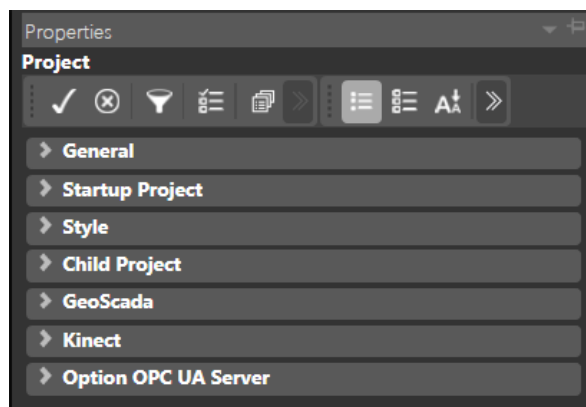 Properties
Project
General
Startup Project
Style
Child Project
GeoScada
Kinect
Option OPC UA Server